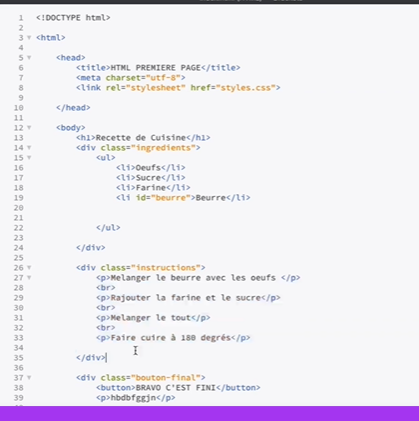 1 <!DOCTYPE html>
2
3 <html>
4
5 <head>
6 <title>HTML PREMIERE PAGE</title>
7 <meta charset="utf-8">
8 <link rel="stylesheet" href="styles.css">
9
10 </head>
11
12 <body>
13 <h1>Recette de Cuisine</h1>
14 <div class="ingredients">
15 <ul>
16 <li>Oeufs</li>
17 <li>Sucre</li>
18 <li>Farine</li>
19 <li id="beurre">Beurre</li>
20
21
22 </ul>
23
24 </div>
25
26 <div class="instructions">
27 <p>Melanger le beurre avec les oeufs </p>
28 <br>
29 <p>Rajouter la farine et le sucre</p>
30 <br>
31 <p>Melanger le tout</p>
32 <br>
33 <p>Faire cuire à 180 degrés</p>
34
35 </div>
36
37 <div class="bouton-final">
38 <button>BRAVO C'EST FINI</button>
39 <p>hbdbfggjn</p>